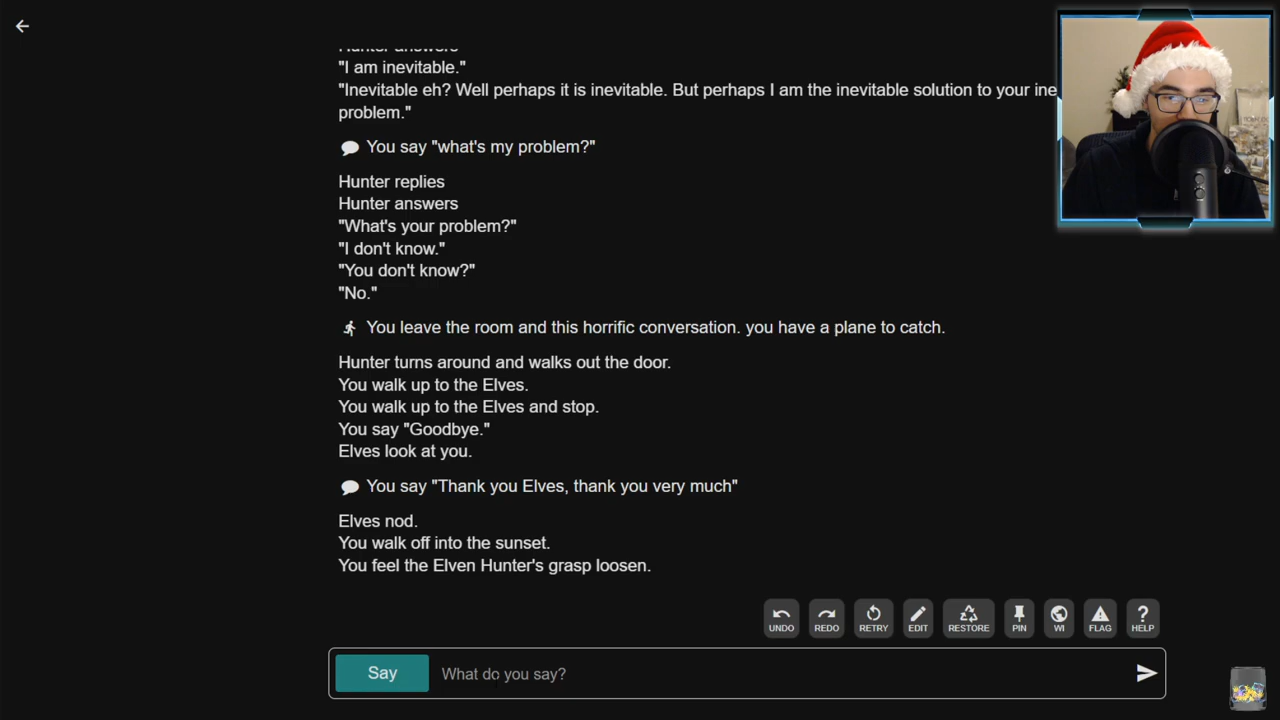 Hunter answers
"I am inevitable."
"Inevitable eh? Well perhaps it is inevitable. But perhaps I am the inevitable solution to your ine
problem."
You say "what's my problem?"
Hunter replies
Hunter answers
"What's your problem?"
"I don't know."
"You don't know?"
"No."
You leave the room and this horrific conversation. you have a plane to catch.
Hunter turns around and walks out the door.
You walk up to the Elves.
You walk up to the Elves and stop.
You say "Goodbye."
Elves look at you.
You say "Thank you Elves, thank you very much"
Elves nod.
You walk off into the sunset.
You feel the Elven Hunter's grasp loosen.
UNDO REDO RETRY EDIT RESTORE PIN WI FLAG HELP
Say What do you say?